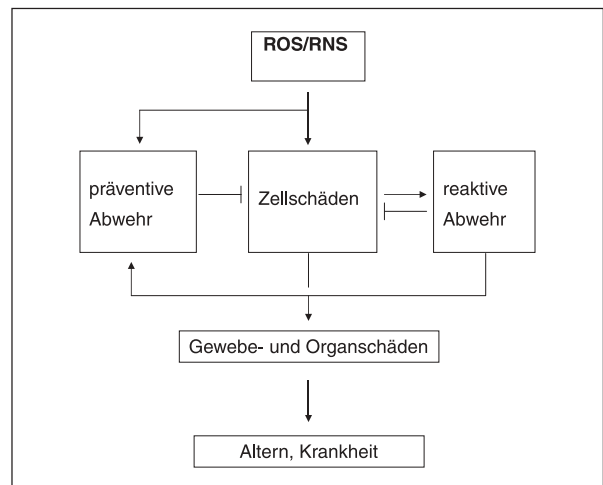 ROS/RNS
präventive
Abwehr
Zellschäden
reaktive
Abwehr
Gewebe- und Organschäden
Altern, Krankheit